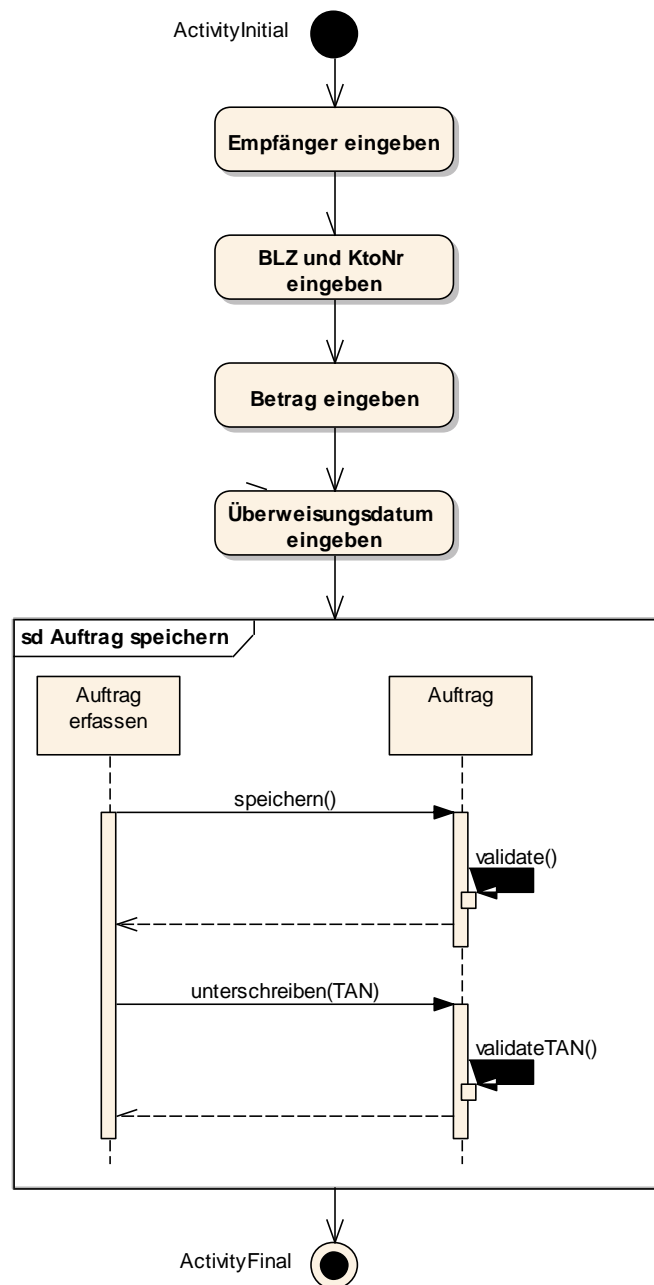 ActivityInitial
Empfänger eingeben
BLZ und KtoNr
eingeben
Betrag eingeben
Überweisungsdatum
eingeben
sd Auftrag speichern
Auftrag
erfassen
Auftrag
speichern()
validate()
unterschreiben(TAN)
validateTAN()
ActivityFinal